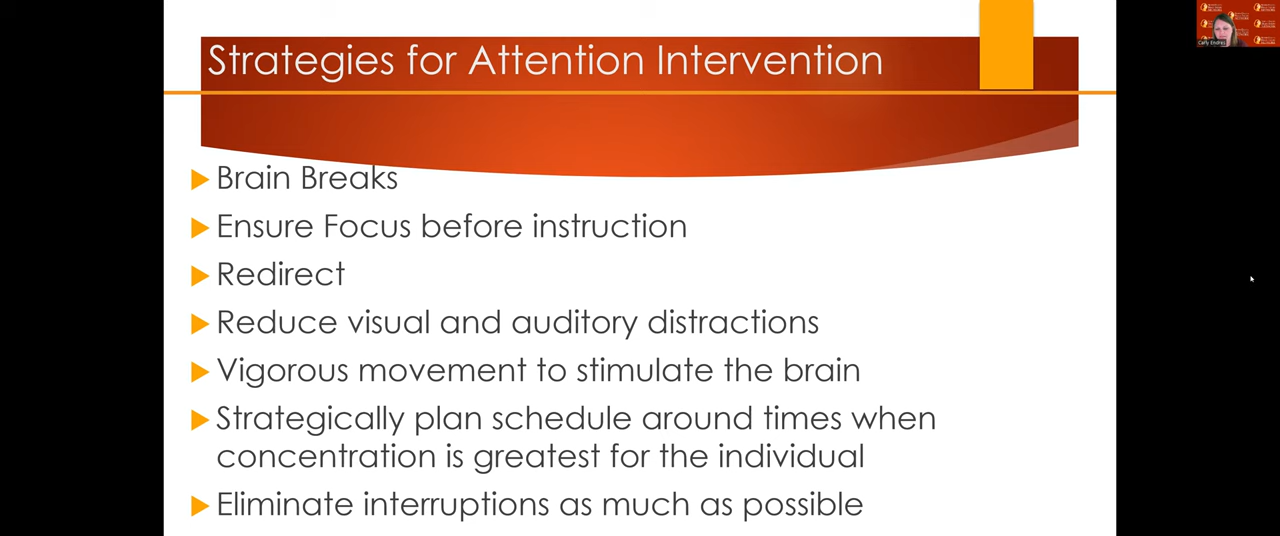 Strategies for Attention Intervention
Brain Breaks
Ensure Focus before instruction
Redirect
Reduce visual and auditory distractions
Vigorous movement to stimulate the brain
Strategically plan schedule around times when
concentration is greatest for the individual
Eliminate interruptions as much as possible
Carly Endres